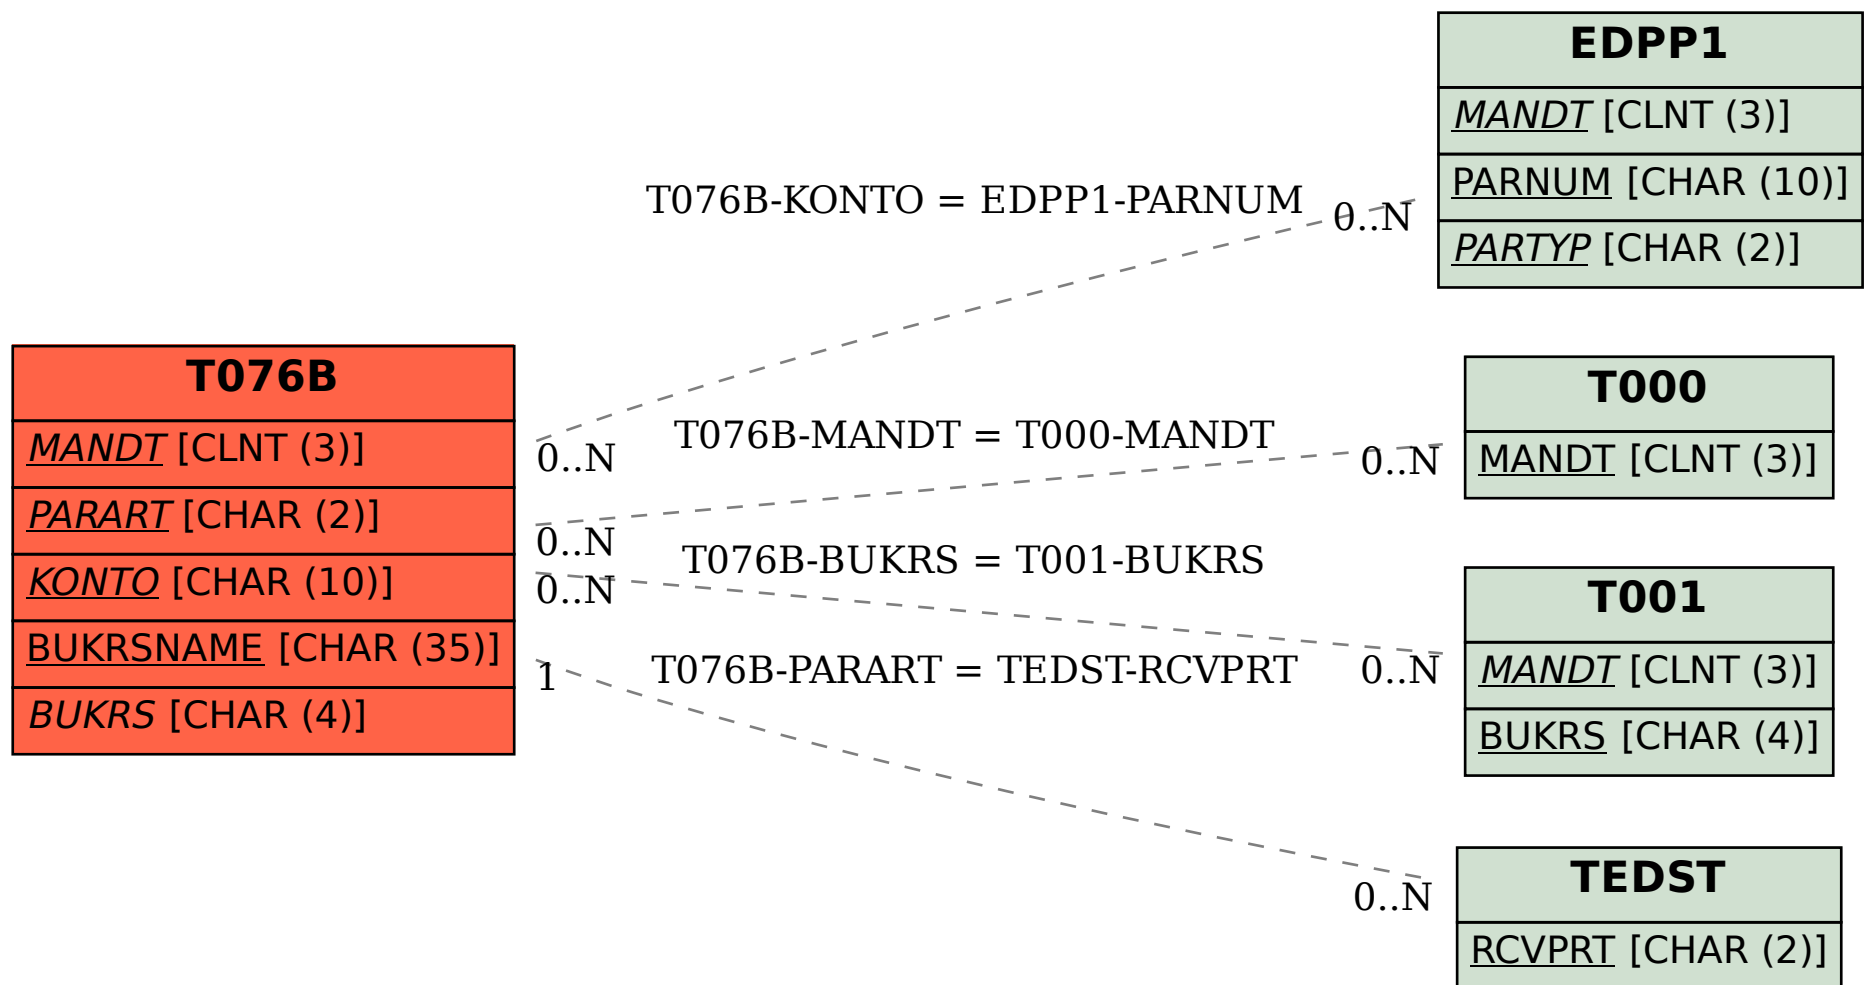 EDPP1
MANDT [CLNT (3)]
PARNUM [CHAR (10)]
PARTYP [CHAR (2)]
T076B-KONTO = EDPP1-PARNUM
0..N
T076B
MANDT [CLNT (3)]
PARART [CHAR (2)]
KONTO [CHAR (10)]
BUKRSNAME [CHAR (35)]
BUKRS [CHAR (4)]
0..N
T076B-MANDT = T000-MANDT
0..N
0..N
T000
MANDT [CLNT (3)]
T076B-BUKRS = T001-BUKRS
0..N
0..N
T001
MANDT [CLNT (3)]
BUKRS [CHAR (4)]
T076B-PARART = TEDST-RCVPRT
1
0..N
TEDST
RCVPRT [CHAR (2)]